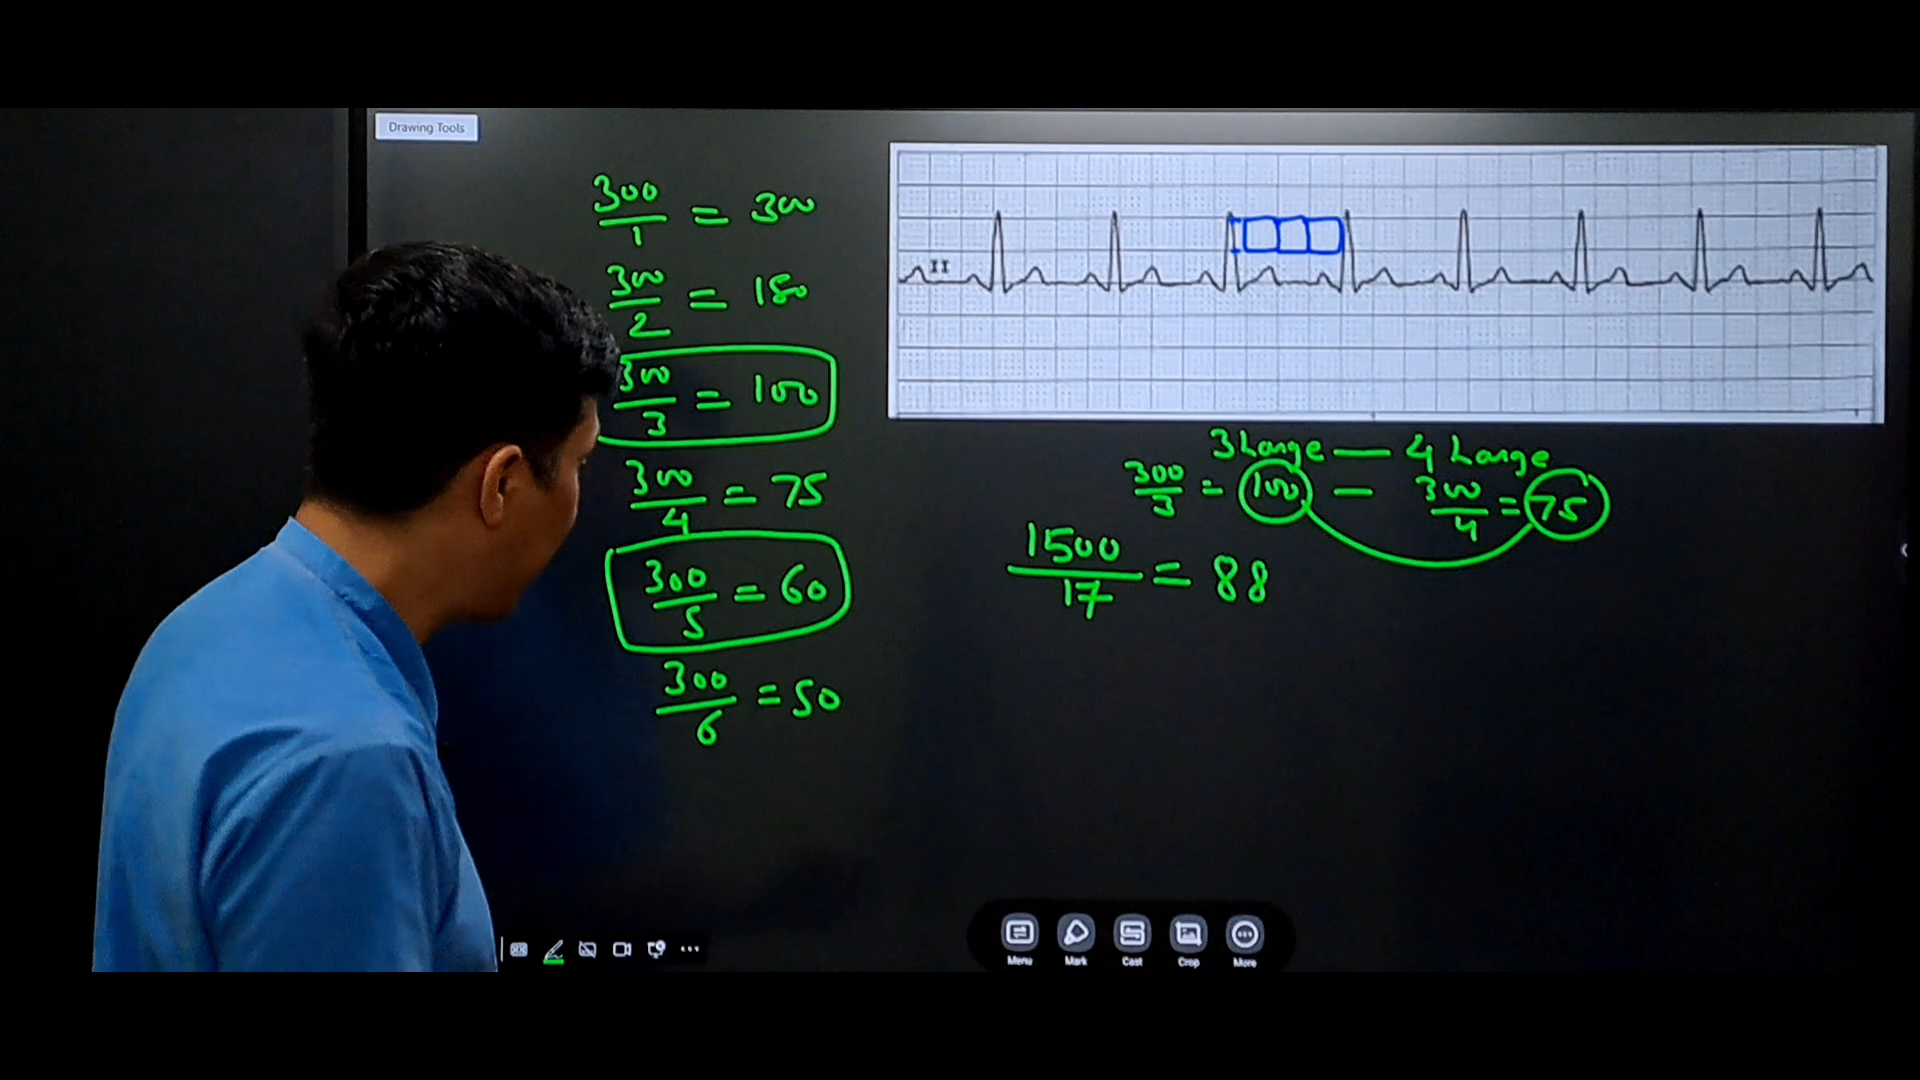 Drawing Tools
300/1 = 300
300/2 = 150
300/3 = 100
300/4 = 75
300/5 = 60
300/6 = 50
II
3 Large — 4 Large
300/3 = 100 — 300/4 = 75
1500/17 = 88
Menu Mark Cast Crop More